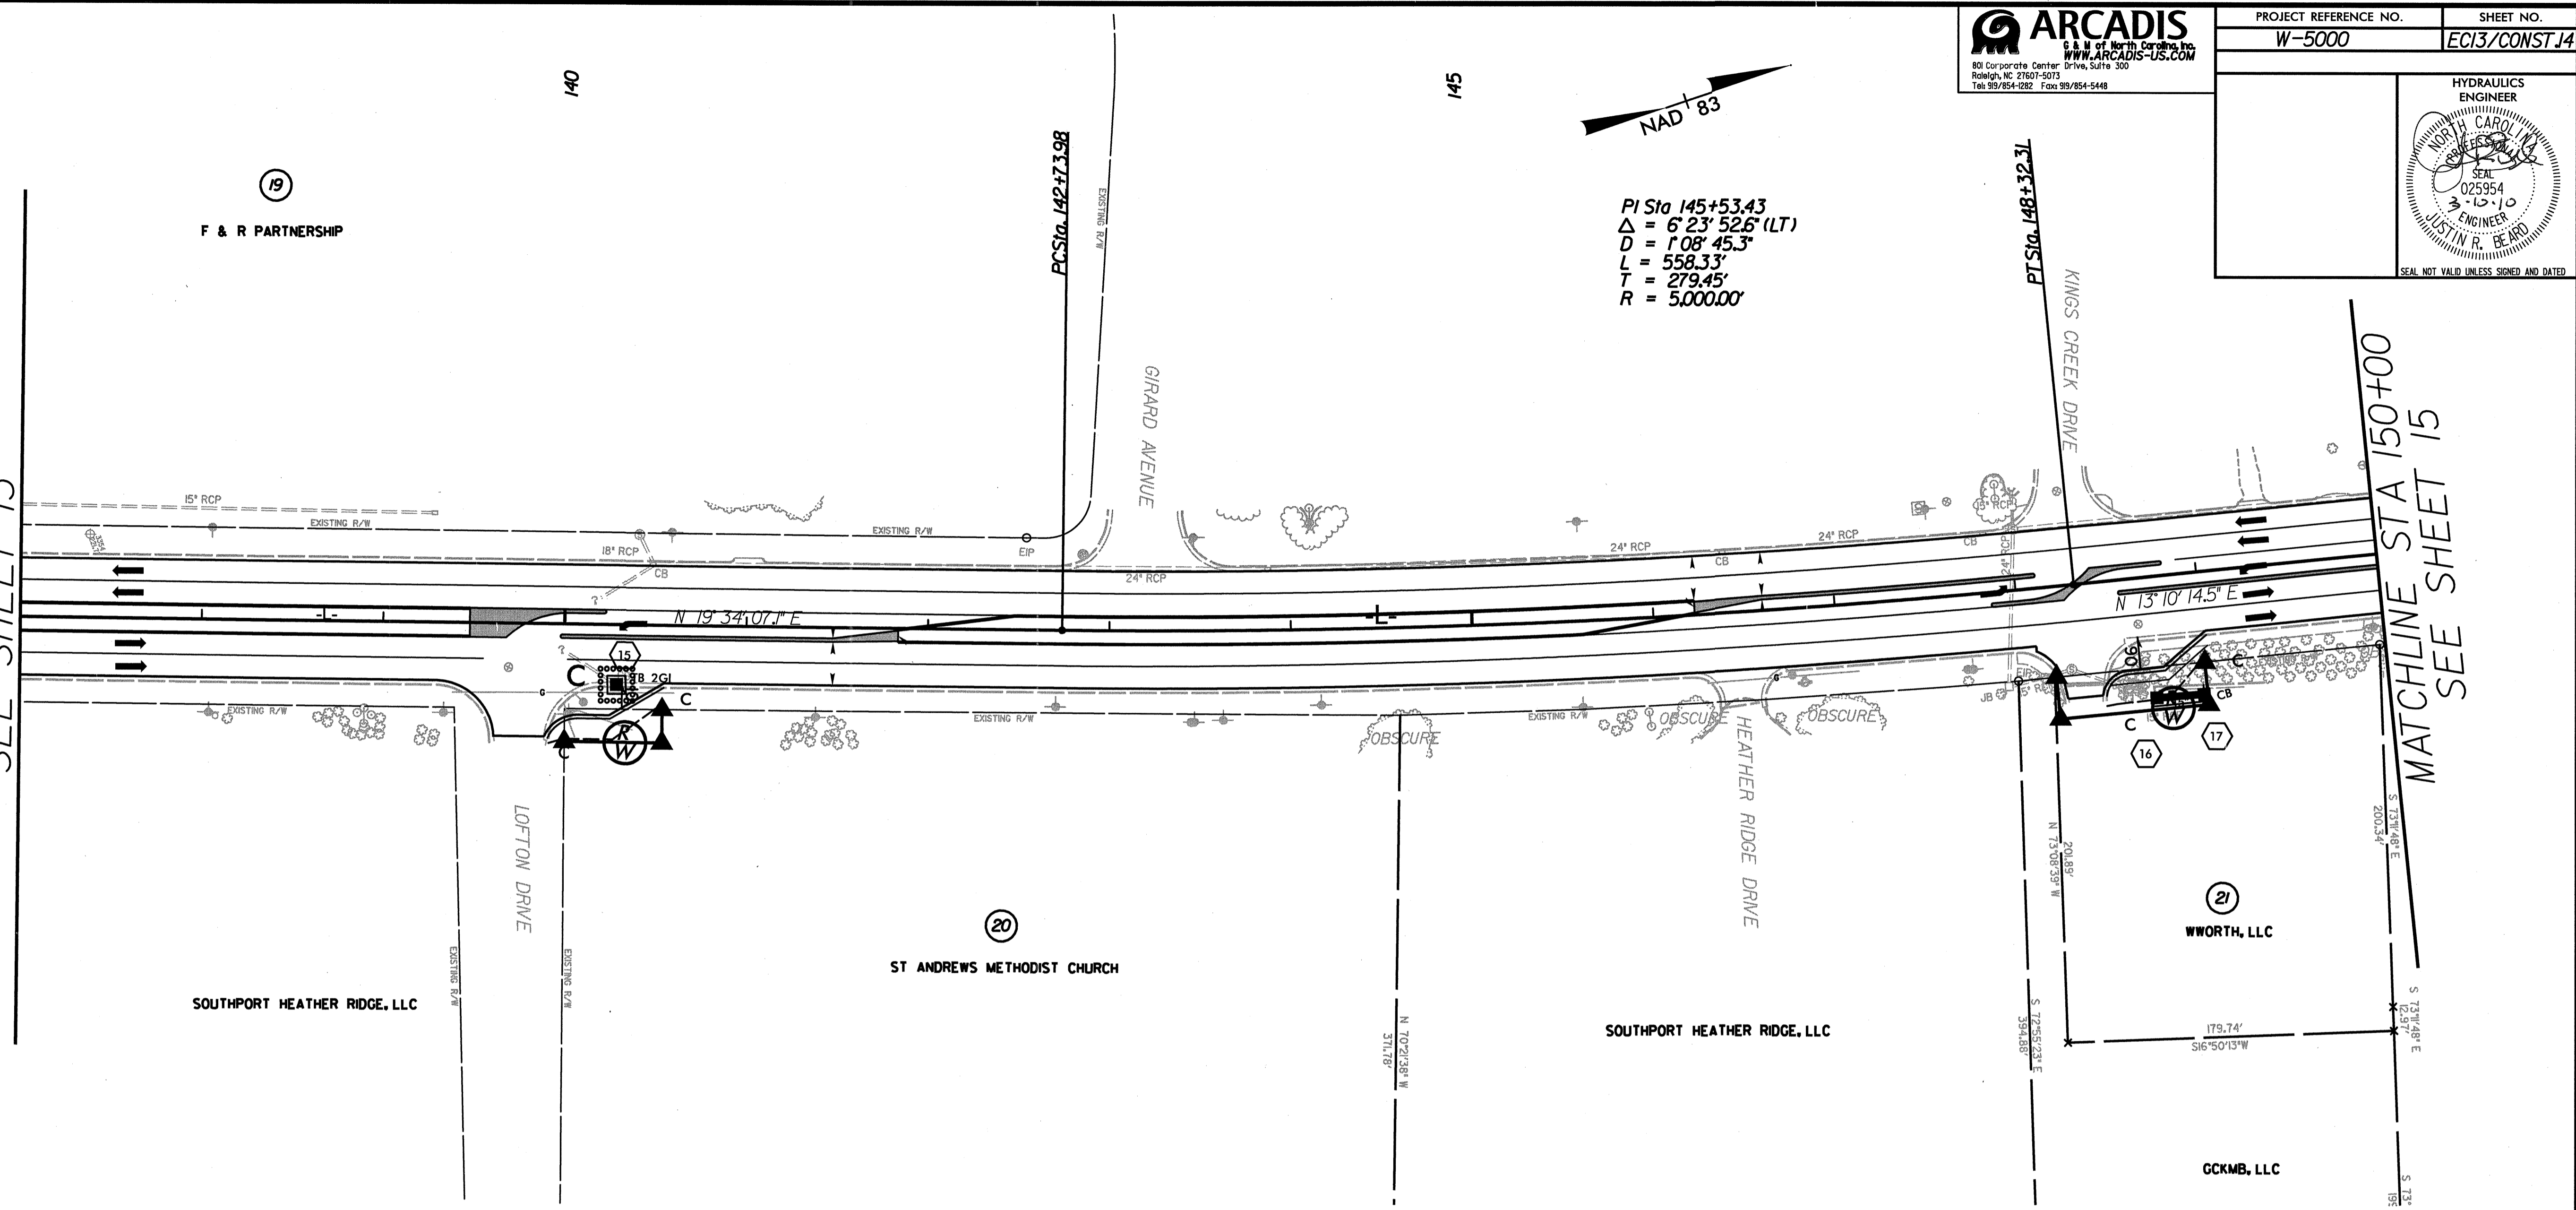 ARCADIS
G & M of North Carolina, Inc.
WWW.ARCADIS-US.COM
801 Corporate Center Drive, Suite 300
Raleigh, NC 27607-5073
Tel: 919/854-1282 Fax: 919/854-5448
PROJECT REFERENCE NO.
SHEET NO.
W-5000
EC13/CONST.14
HYDRAULICS
ENGINEER
NORTH CAROLINA
PROFESSIONAL
SEAL
025954
3-10-10
ENGINEER
JUSTIN R. BEARD
SEAL NOT VALID UNLESS SIGNED AND DATED
140
145
NAD 83
19
F & R PARTNERSHIP
PC Sta. 142+73.98
EXISTING R/W
GIRARD AVENUE
PI Sta 145+53.43
Δ = 6° 23' 52.6" (LT)
D = 1° 08' 45.3"
L = 558.33'
T = 279.45'
R = 5,000.00'
PT Sta. 148+32.31
KINGS CREEK DRIVE
MATCHLINE STA 150+00
SEE SHEET 15
15" RCP
EXISTING R/W
18" RCP
CB
EXISTING R/W
EIP
24" RCP
24" RCP
CB
24" RCP
CB
15" RCP
24" RCP
-L-
N 19° 34' 07.1" E
-L-
N 13° 10' 14.5" E
?
?
15
C
TB 2GI
C
G
R
W
C
EXISTING R/W
EXISTING R/W
OBSCURE
EXISTING R/W
OBSCURE
OBSCURE
G
JB
90'
C
CB
C
W
16
17
LOFTON DRIVE
HEATHER RIDGE DRIVE
EXISTING R/W
EXISTING R/W
20
ST ANDREWS METHODIST CHURCH
SOUTHPORT HEATHER RIDGE, LLC
N 70°21'38" W
371.78'
SOUTHPORT HEATHER RIDGE, LLC
S 72°55'23" E
394.88'
N 73°08'39" W
201.89'
S 73°11'48" E
200.34'
21
WWORTH, LLC
179.74'
S16°50'13"W
S 73°11'48" E
12.97'
GCKMB, LLC
S 73°